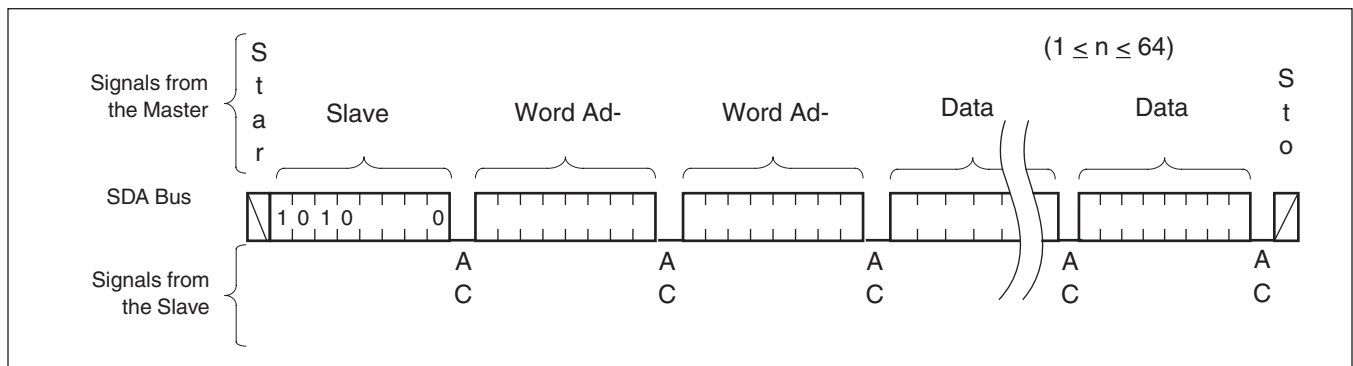 (1 ≤ n ≤ 64)
Signals from
the Master
S
t
a
r
S
t
o
Slave
Word Ad-
Word Ad-
Data
Data
SDA Bus
1 0 1 0 0
Signals from
the Slave
A
C
A
C
A
C
A
C
A
C